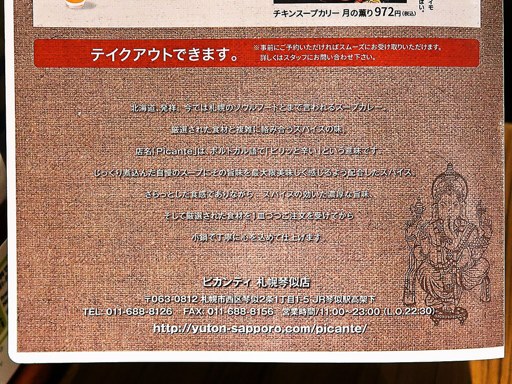 チキンスープカリー 月の薫り972円(税込)
テイクアウトできます。
※事前にご予約いただければスムーズにお受け取りいただけます。
詳しくはスタッフにお問い合わせ下さい。
北海道、発祥。今では札幌のソウルフードとまで言われるスープカレー。
厳選された食材と複雑に絡み合うスパイスの味。
店名「Picante」は、ポルトガル語で「ピリッと辛い」という意味です。
じっくり煮込んだ自慢のスープにその旨味を最大限美味しく感じるよう配合したスパイス。
さらっとした食感でありながら、スパイスの効いた濃厚な旨味。
そして厳選された食材を1皿づつご注文を受けてから
小鍋で丁寧に心を込めて仕上げます。
ピカンティ 札幌琴似店
〒063-0812 札幌市西区琴似2条1丁目1-5 JR琴似駅高架下
TEL: 011-688-8126 FAX: 011-688-8156 営業時間/11:00~23:00 (L.O.22:30)
http://yuton-sapporo.com/picante/